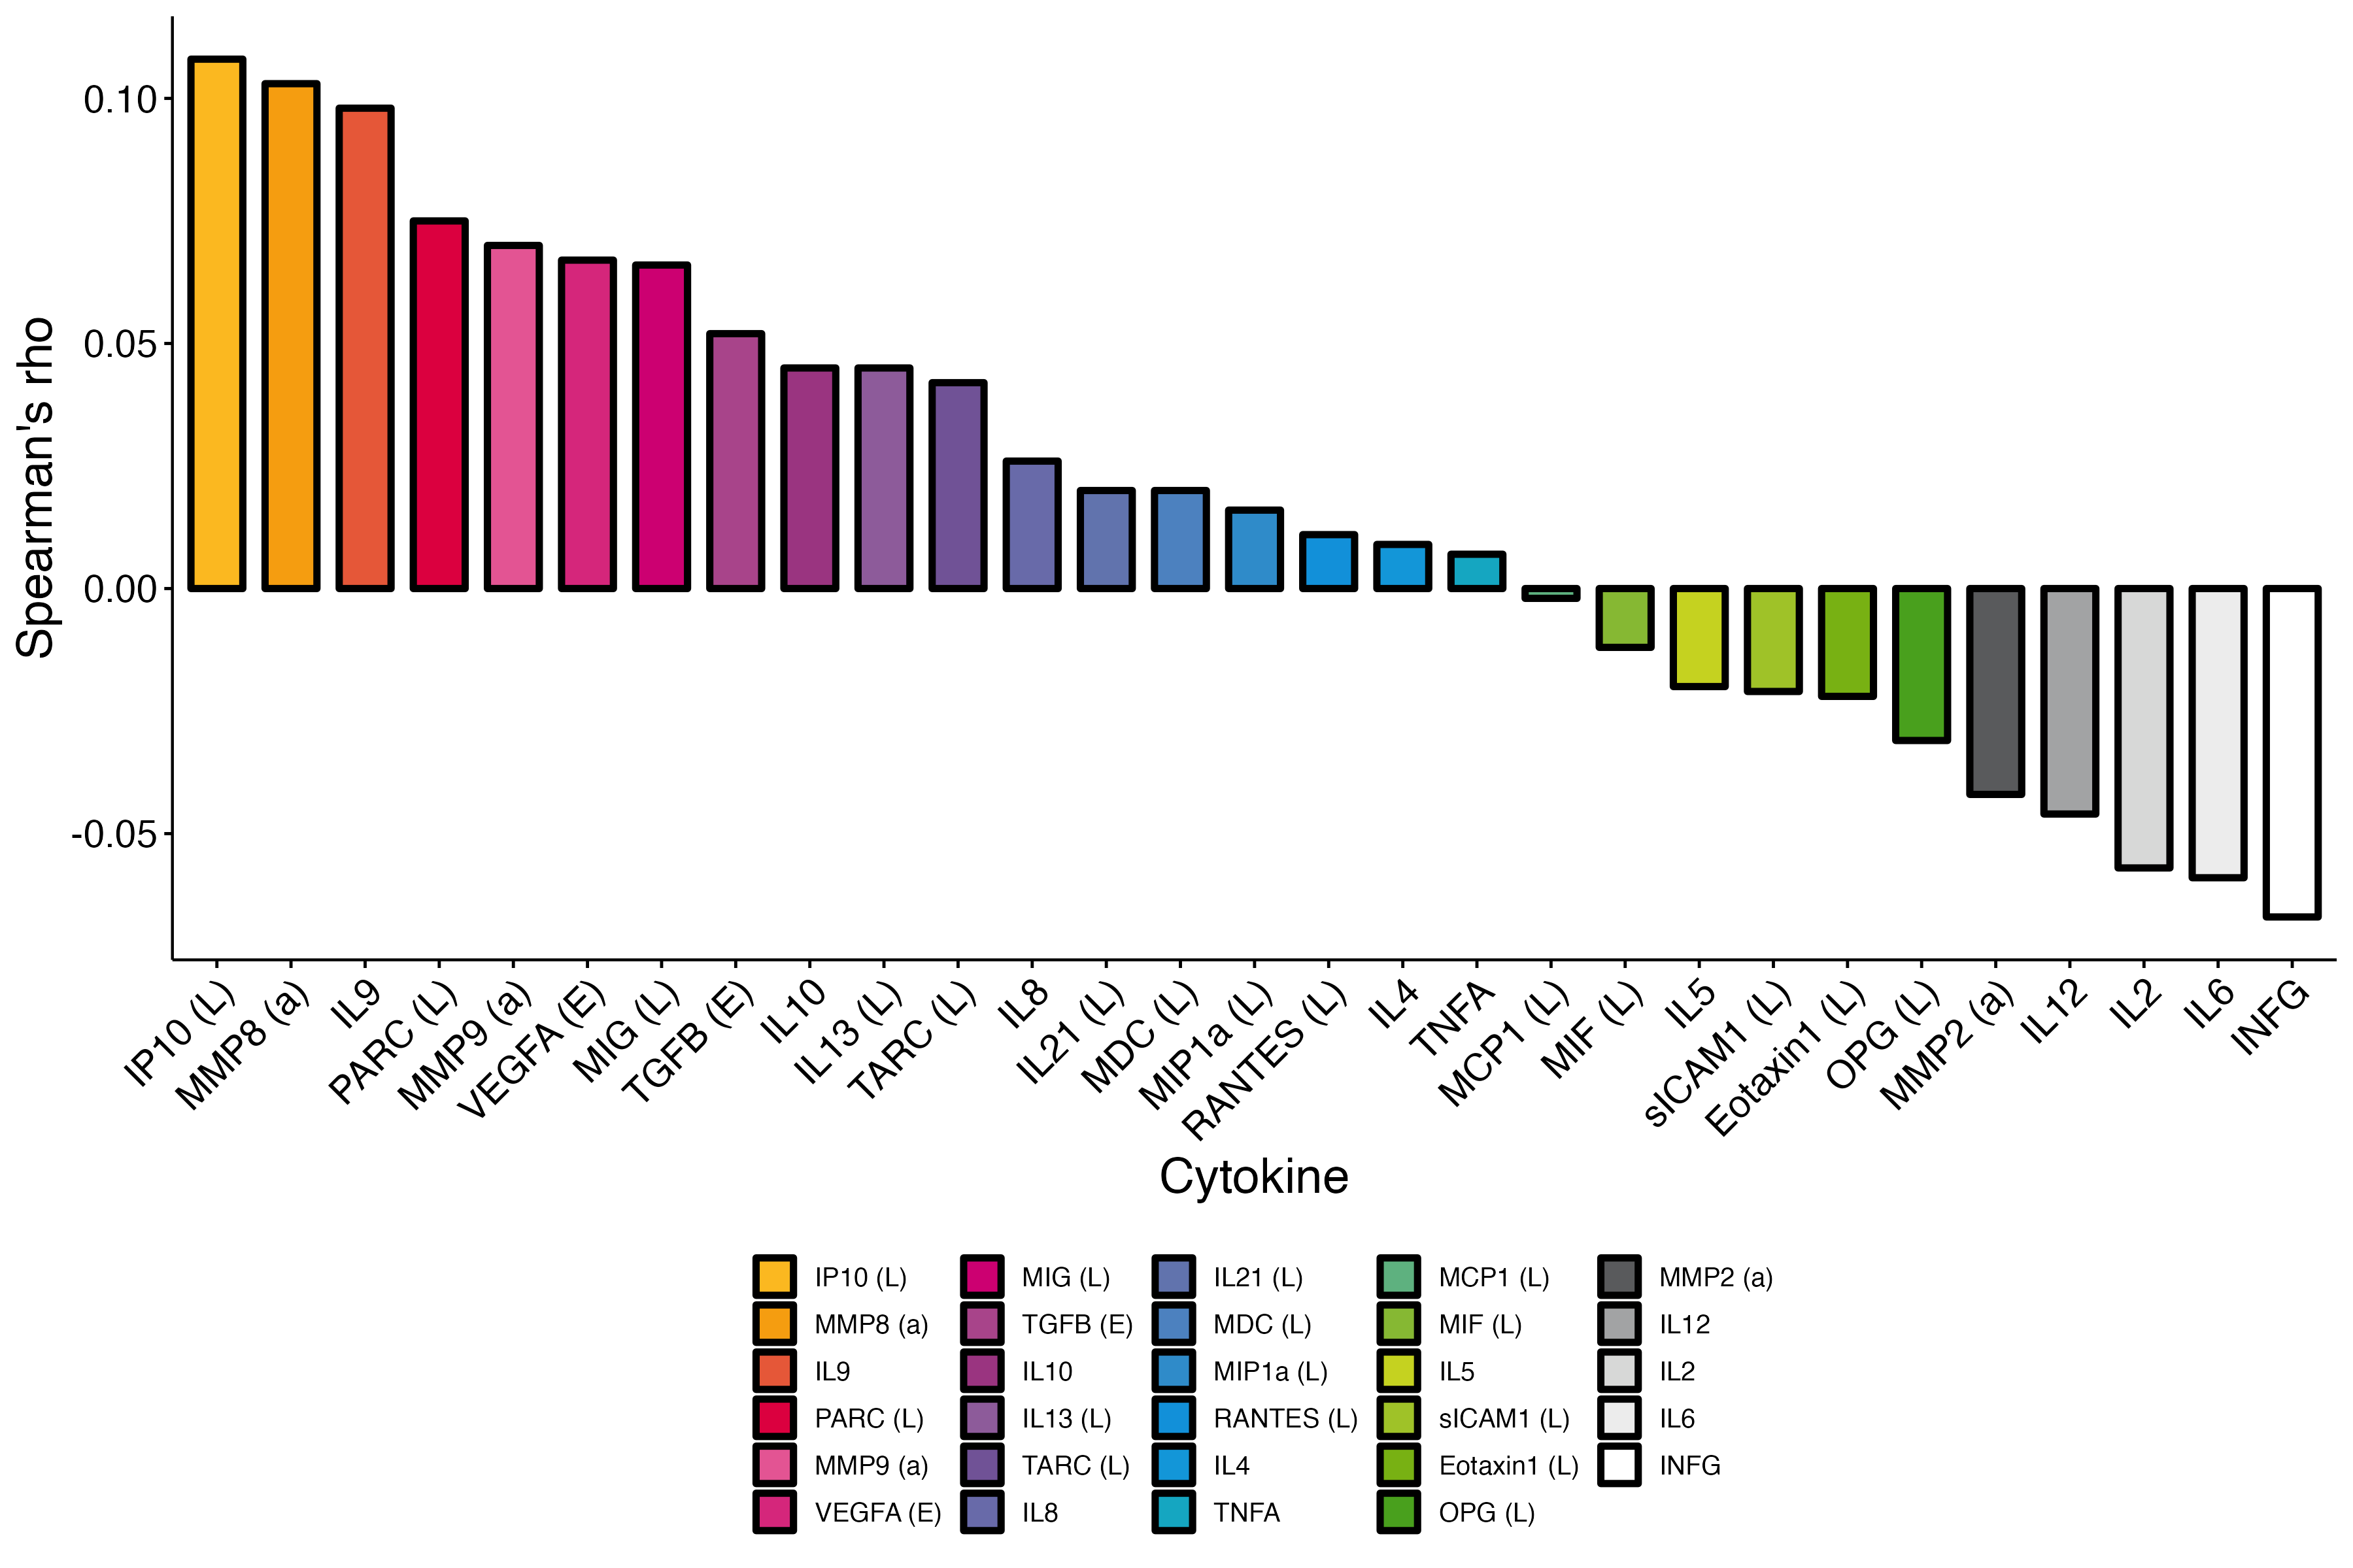 Spearman's rho
0.10
0.05
0.00
-0.05
IP10 (L)
MMP8 (a)
IL9
PARC (L)
MMP9 (a)
VEGFA (E)
MIG (L)
TGFB (E)
IL10
IL13 (L)
TARC (L)
IL8
IL21 (L)
MDC (L)
MIP1a (L)
RANTES (L)
IL4
TNFA
MCP1 (L)
MIF (L)
IL5
sICAM1 (L)
Eotaxin1 (L)
OPG (L)
MMP2 (a)
IL12
IL2
IL6
INFG
Cytokine
IP10 (L)
MMP8 (a)
IL9
PARC (L)
MMP9 (a)
VEGFA (E)
MIG (L)
TGFB (E)
IL10
IL13 (L)
TARC (L)
IL8
IL21 (L)
MDC (L)
MIP1a (L)
RANTES (L)
IL4
TNFA
MCP1 (L)
MIF (L)
IL5
sICAM1 (L)
Eotaxin1 (L)
OPG (L)
MMP2 (a)
IL12
IL2
IL6
INFG